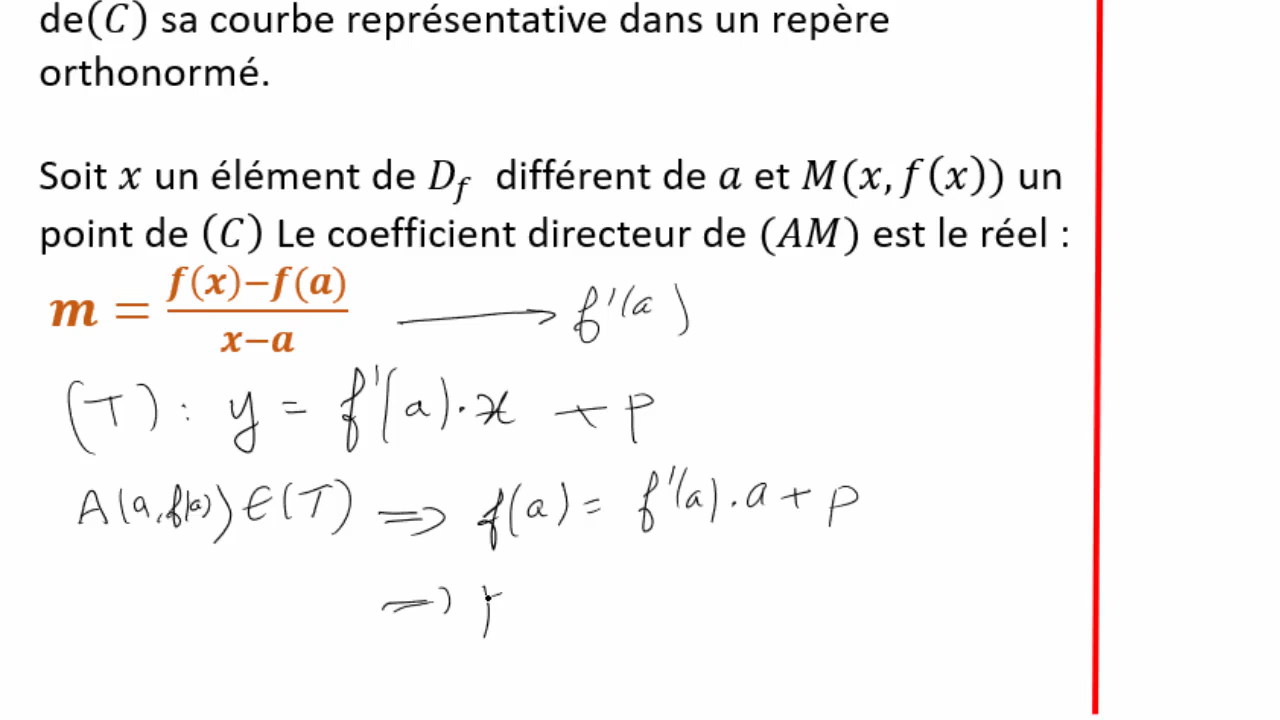 de(C) sa courbe représentative dans un repère
orthonormé.
Soit x un élément de D_f différent de a et M(x, f(x)) un
point de (C) Le coefficient directeur de (AM) est le réel :
m = \frac{f(x)−f(a)}{x−a} ⟶ f'(a)
(T) : y = f'(a)·x + p
A(a,f(a)) ∈ (T) ⟹ f(a) = f'(a)·a + p
⟹